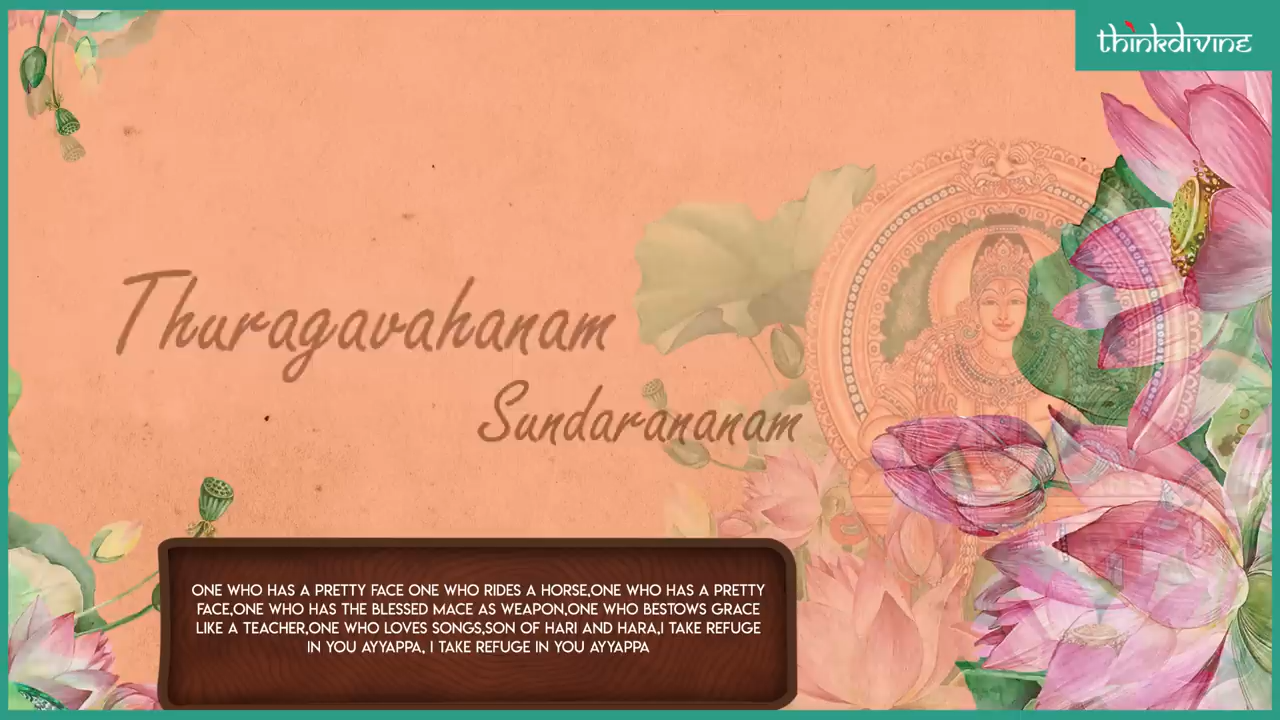 thinkdivine
Thuragavahanam
Sundarananam
ONE WHO HAS A PRETTY FACE ONE WHO RIDES A HORSE,ONE WHO HAS A PRETTY
FACE,ONE WHO HAS THE BLESSED MACE AS WEAPON,ONE WHO BESTOWS GRACE
LIKE A TEACHER,ONE WHO LOVES SONGS,SON OF HARI AND HARA,I TAKE REFUGE
IN YOU AYYAPPA, I TAKE REFUGE IN YOU AYYAPPA